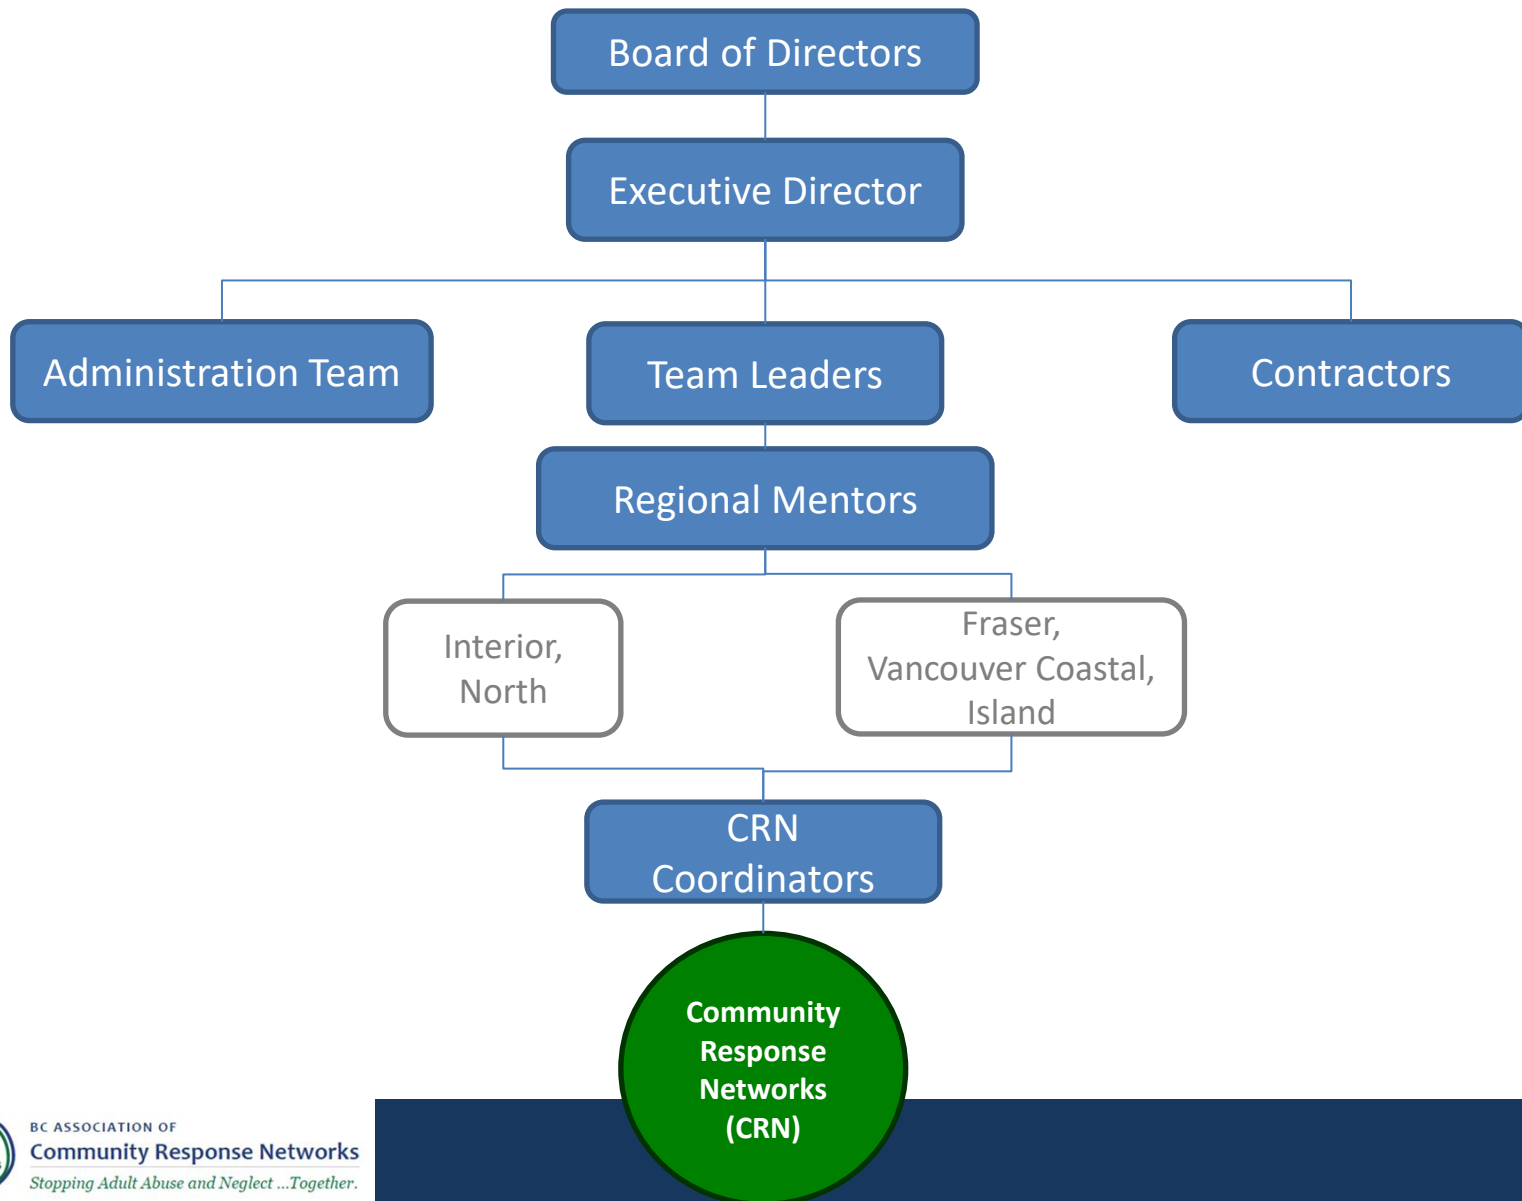 Board of Directors
Executive Director
Administration Team
Team Leaders
Contractors
Regional Mentors
Interior,
North
Fraser,
Vancouver Coastal,
Island
CRN
Coordinators
Community
Response
Networks
(CRN)
BC ASSOCIATION OF
Community Response Networks
Stopping Adult Abuse and Neglect ...Together.